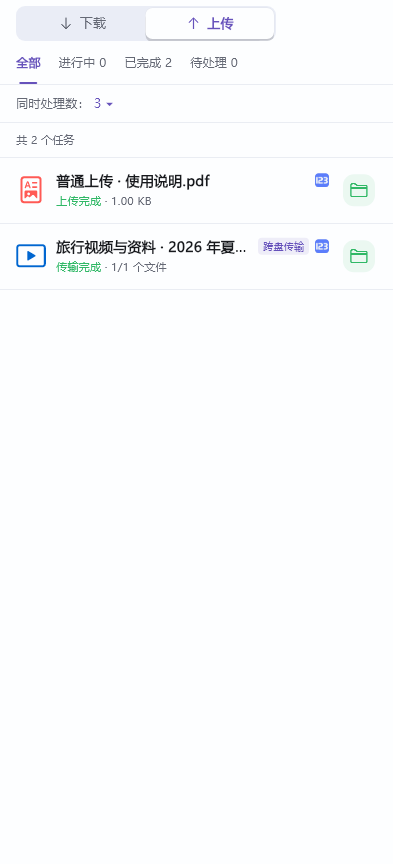 下载 上传
全部 进行中 0 已完成 2 待处理 0
同时处理数： 3
共 2 个任务
普通上传 · 使用说明.pdf 123
上传完成 · 1.00 KB
旅行视频与资料 · 2026 年夏... 跨盘传输 123
传输完成 · 1/1 个文件